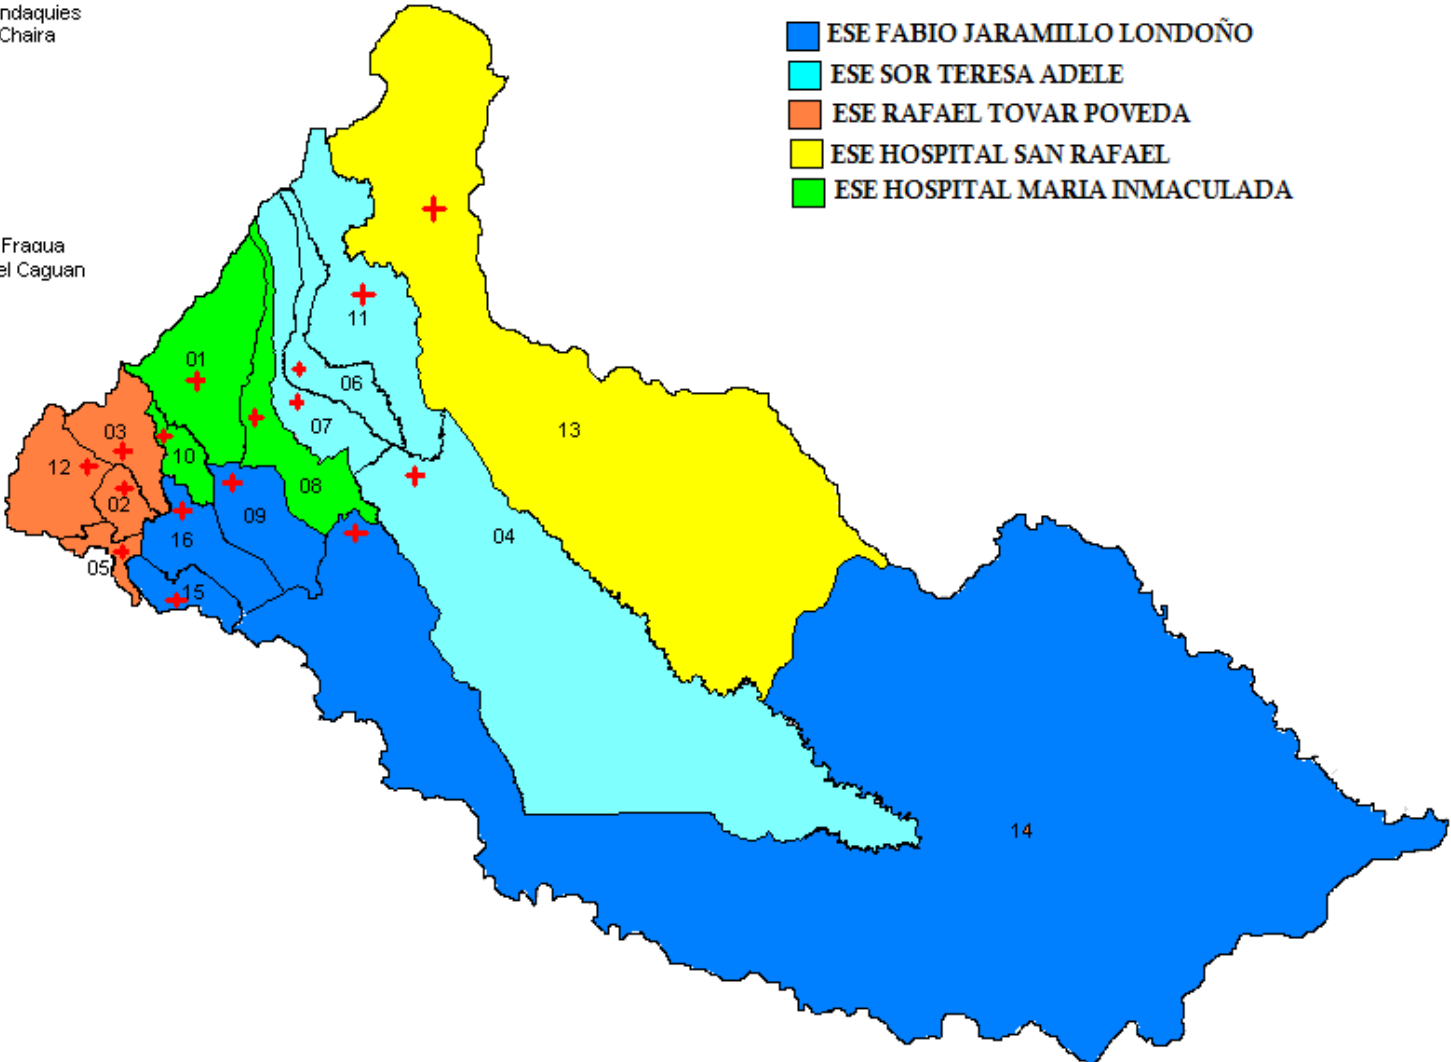 ndaquies
Chaira
Fragua
el Caguan
ESE FABIO JARAMILLO LONDOÑO
ESE SOR TERESA ADELE
ESE RAFAEL TOVAR POVEDA
ESE HOSPITAL SAN RAFAEL
ESE HOSPITAL MARIA INMACULADA
11
01
06
07
03
13
10
12
08
02
09
04
16
05
15
14